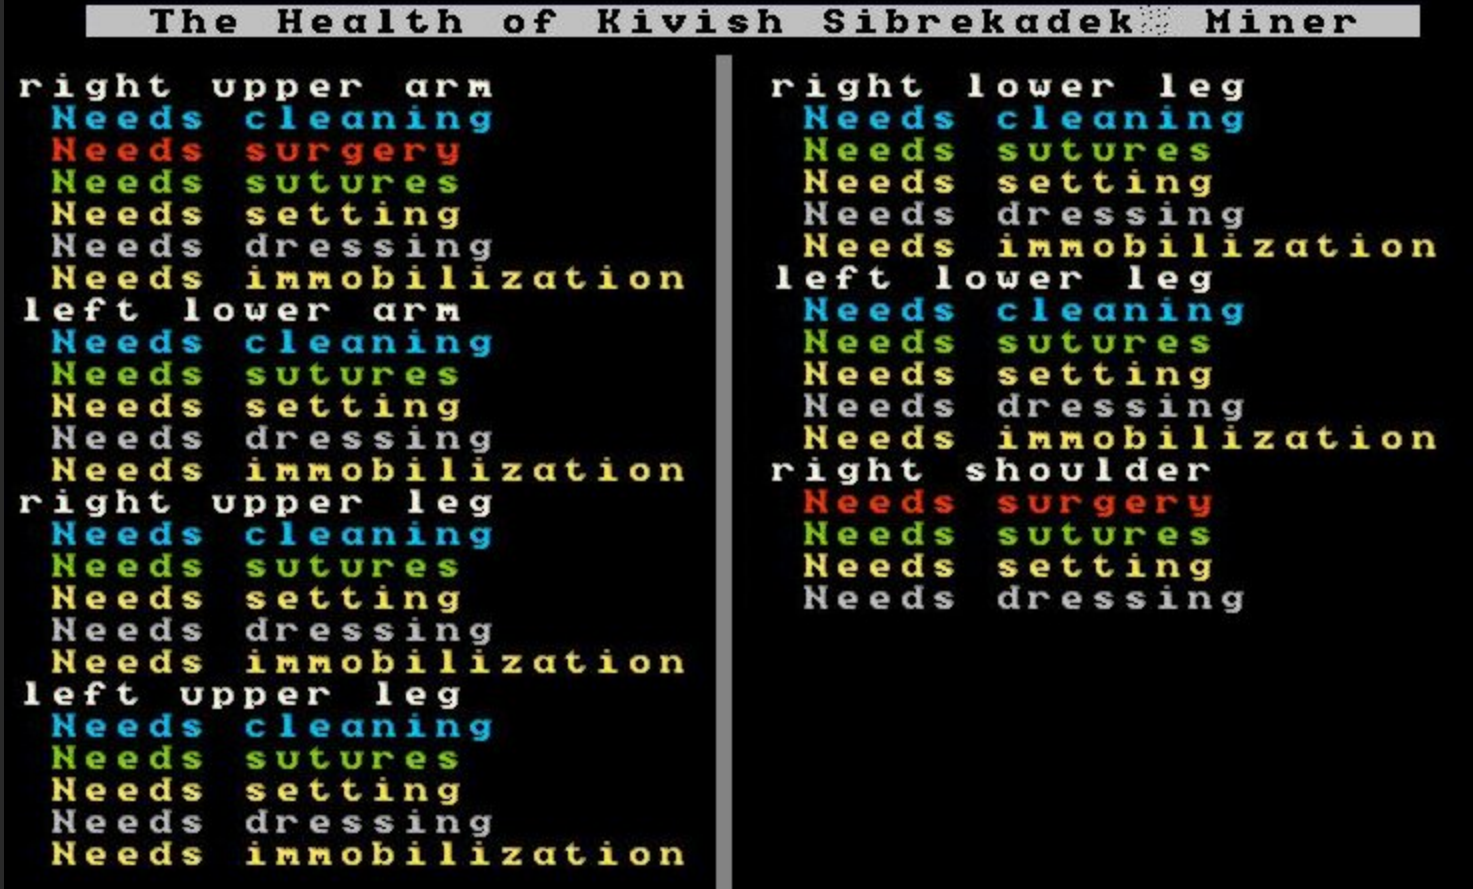 The Health of Kivish Sibrekadek░ Miner
right upper arm
Needs cleaning
Needs surgery
Needs sutures
Needs setting
Needs dressing
Needs immobilization
left lower arm
Needs cleaning
Needs sutures
Needs setting
Needs dressing
Needs immobilization
right upper leg
Needs cleaning
Needs sutures
Needs setting
Needs dressing
Needs immobilization
left upper leg
Needs cleaning
Needs sutures
Needs setting
Needs dressing
Needs immobilization
right lower leg
Needs cleaning
Needs sutures
Needs setting
Needs dressing
Needs immobilization
left lower leg
Needs cleaning
Needs sutures
Needs setting
Needs dressing
Needs immobilization
right shoulder
Needs surgery
Needs sutures
Needs setting
Needs dressing